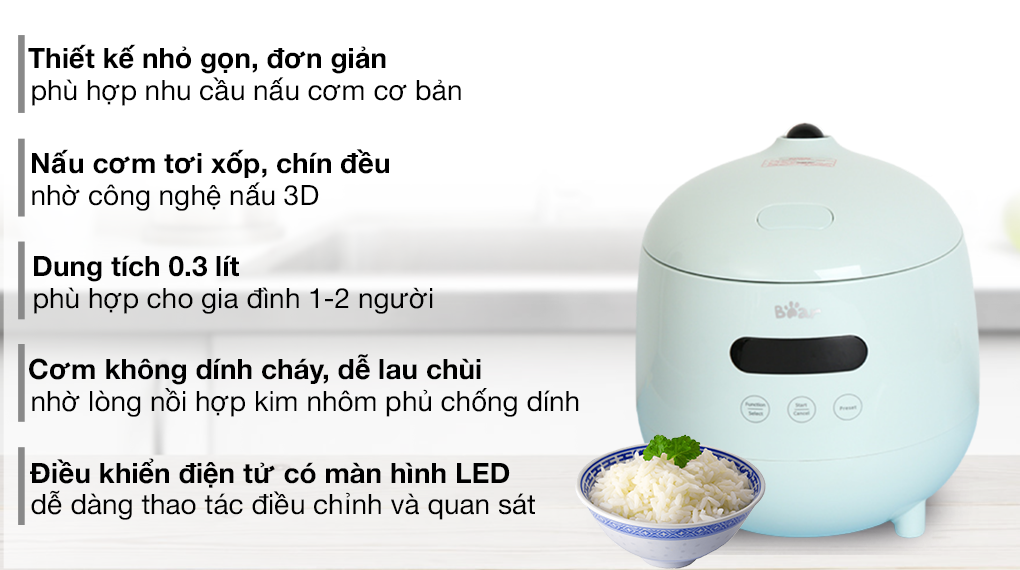 Thiết kế nhỏ gọn, đơn giản
phù hợp nhu cầu nấu cơm cơ bản
Nấu cơm tơi xốp, chín đều
nhờ công nghệ nấu 3D
Dung tích 0.3 lít
phù hợp cho gia đình 1-2 người
Cơm không dính cháy, dễ lau chùi
nhờ lòng nồi hợp kim nhôm phủ chống dính
Điều khiển điện tử có màn hình LED
dễ dàng thao tác điều chỉnh và quan sát
Bear
Function
Select
Start
Cancel
Preset